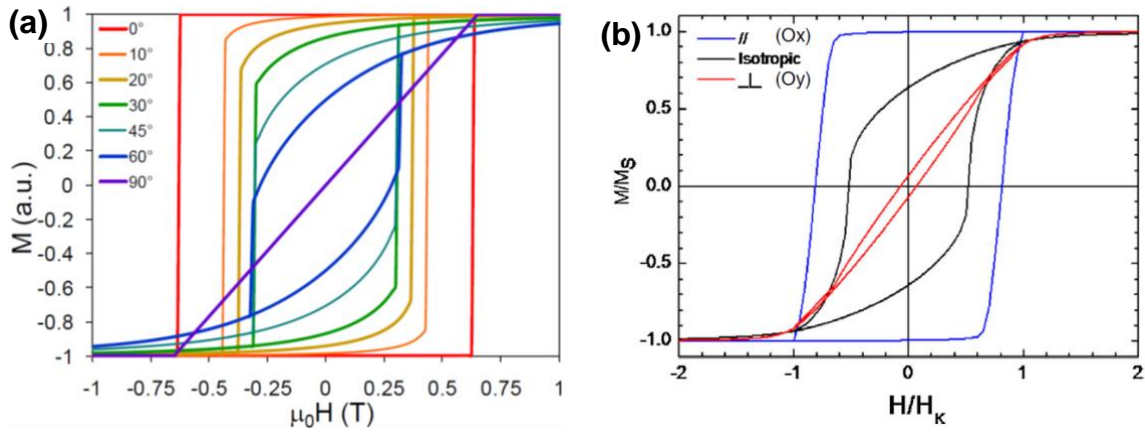 (a)
M (a.u.)
1
0.8
0.6
0.4
0.2
0
-0.2
-0.4
-0.6
-0.8
-1
0°
10°
20°
30°
45°
60°
90°
-1 -0.75 -0.5 -0.25 0 0.25 0.5 0.75 1
μ₀H (T)
(b)
M/MS
1.0
0.5
0.0
-0.5
-1.0
// (Ox)
Isotropic
⊥ (Oy)
-2 -1 0 1 2
H/HK